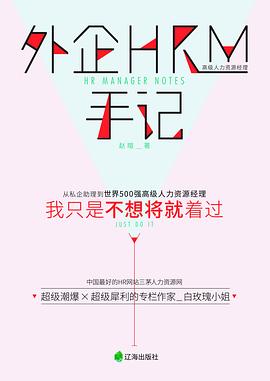 外企HRM
高级人力资源经理
HR MANAGER NOTES
手记
赵 瑄 __ 著
从私企助理到世界500强高级人力资源经理
我只是不想将就着过
JUST DO IT
中国最好的HR网站三茅人力资源网
超级潮爆 × 超级犀利的专栏作家_白玫瑰小姐
辽海出版社